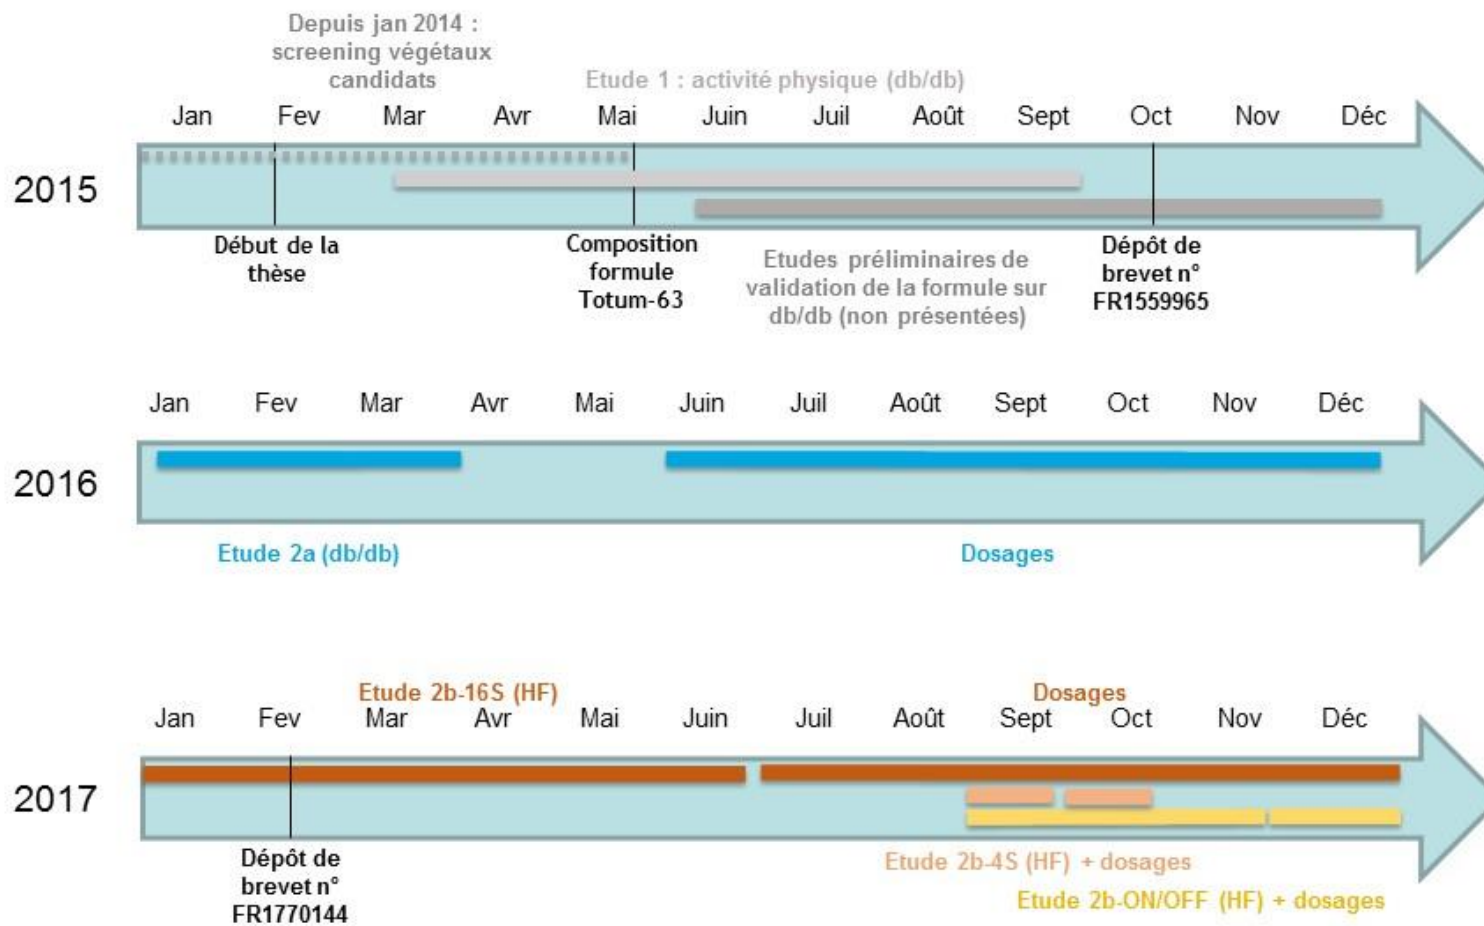 Depuis jan 2014 :
screening végétaux
candidats
Etude 1 : activité physique (db/db)
Jan Fev Mar Avr Mai Juin Juil Août Sept Oct Nov Déc
2015
Début de la
thèse
Composition
formule
Totum-63
Etudes préliminaires de
validation de la formule sur
db/db (non présentées)
Dépôt de
brevet n°
FR1559965
Jan Fev Mar Avr Mai Juin Juil Août Sept Oct Nov Déc
2016
Etude 2a (db/db)
Dosages
Etude 2b-16S (HF)
Dosages
Jan Fev Mar Avr Mai Juin Juil Août Sept Oct Nov Déc
2017
Dépôt de
brevet n°
FR1770144
Etude 2b-4S (HF) + dosages
Etude 2b-ON/OFF (HF) + dosages